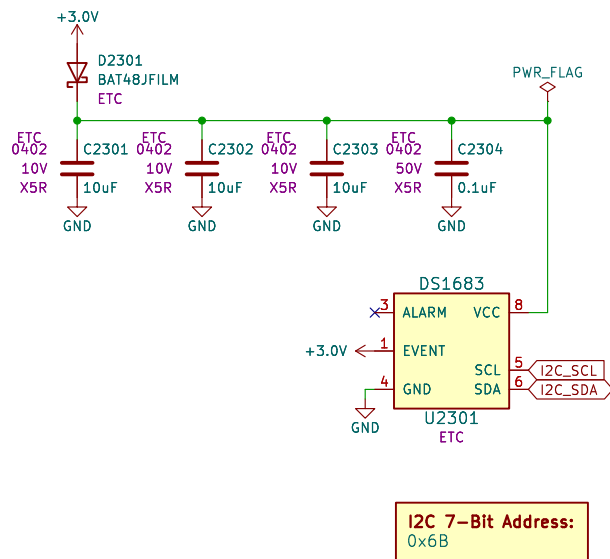 +3.0V
D2301
BAT48JFILM
ETC
PWR_FLAG
ETC
0402
10V
X5R
C2301
10uF
GND
ETC
0402
10V
X5R
C2302
10uF
GND
ETC
0402
10V
X5R
C2303
10uF
GND
ETC
0402
50V
X5R
C2304
0.1uF
GND
DS1683
3 ALARM VCC 8
+3.0V 1 EVENT
SCL 5 I2C_SCL
4 GND SDA 6 I2C_SDA
GND
U2301
ETC
I2C 7-Bit Address:
0x6B